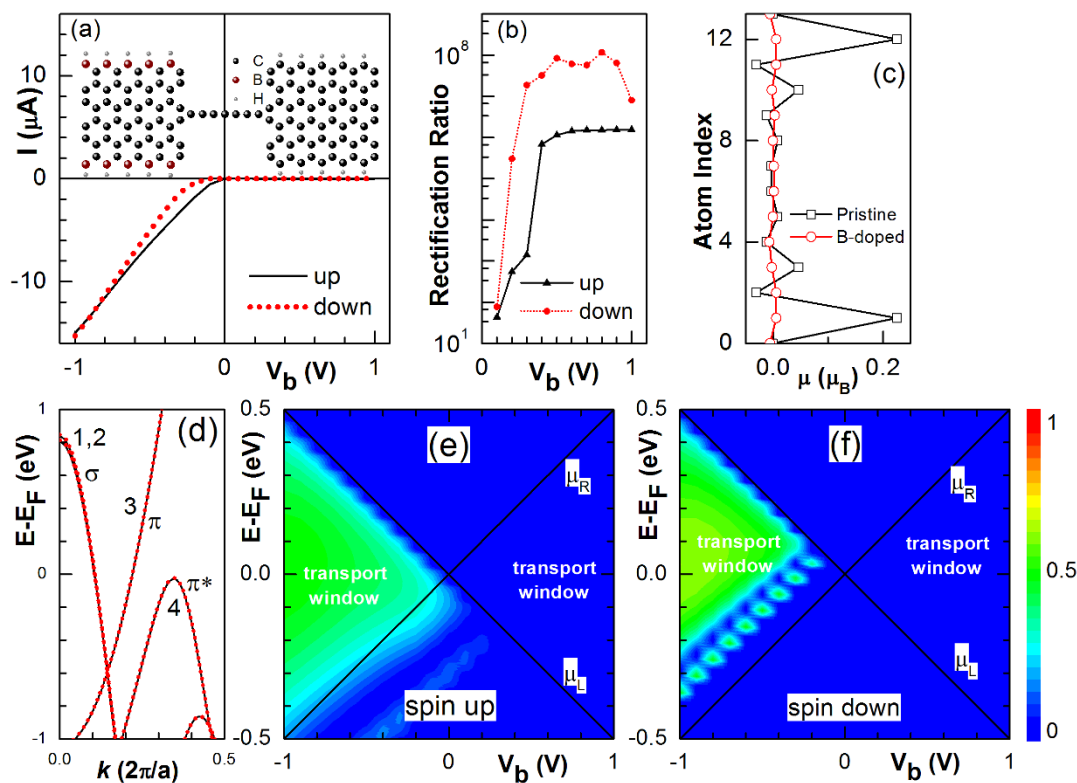 (a)
C
B
H
10
0
-10
I (μA)
up
down
-1
0
1
V_b (V)
(b)
10^8
10^1
Rectification Ratio
up
down
0
1
V_b (V)
(c)
12
8
4
0
Atom Index
Pristine
B-doped
0.0
0.2
μ (μ_B)
(d)
1
0
-1
E-E_F (eV)
1,2
σ
3
π
π*
4
0.0
0.5
k (2π/a)
(e)
0.5
0.0
-0.5
E-E_F (eV)
μ_R
transport
window
transport
window
μ_L
spin up
-1
0
1
V_b (V)
(f)
0.5
0.0
-0.5
E-E_F (eV)
μ_R
transport
window
transport
window
μ_L
spin down
-1
0
1
V_b (V)
1
0.5
0